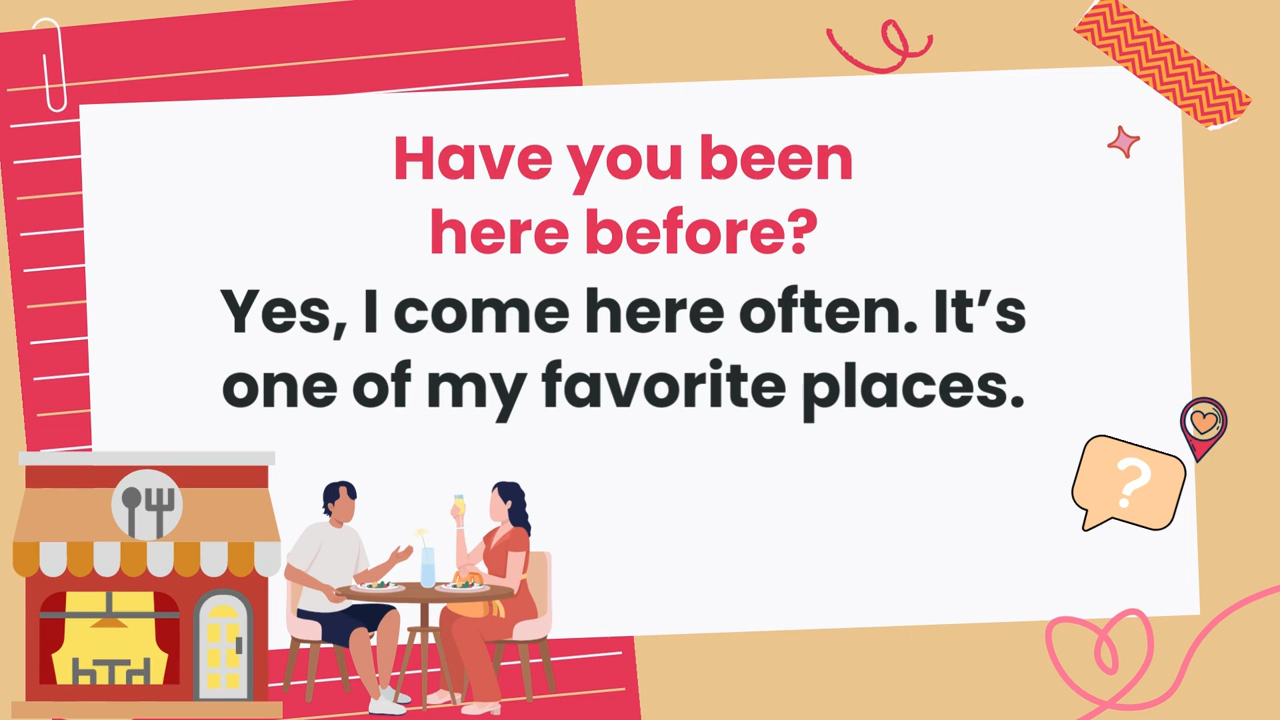 Have you been
here before?
Yes, I come here often. It’s
one of my favorite places.
?